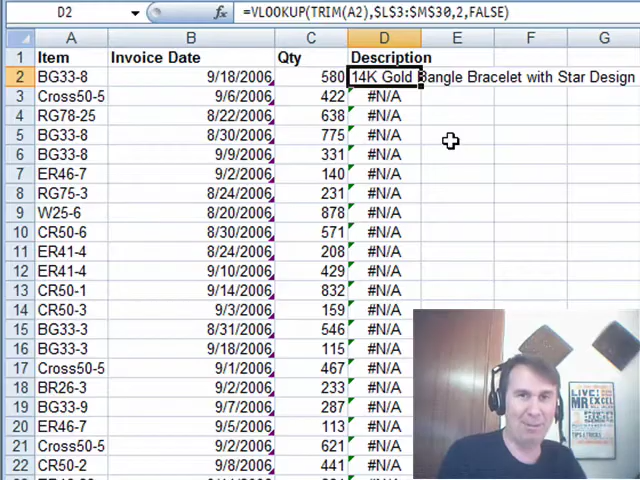 D2 fx =VLOOKUP(TRIM(A2),$L$3:$M$30,2,FALSE)
A B C D E F G
1 Item Invoice Date Qty Description
2 BG33-8 9/18/2006 580 14K Gold Bangle Bracelet with Star Design
3 Cross50-5 9/6/2006 422 #N/A
4 RG78-25 8/22/2006 638 #N/A
5 BG33-8 8/30/2006 775 #N/A
6 BG33-8 9/9/2006 331 #N/A
7 ER46-7 9/2/2006 140 #N/A
8 RG75-3 8/24/2006 231 #N/A
9 W25-6 8/20/2006 878 #N/A
10 CR50-6 8/30/2006 571 #N/A
11 ER41-4 8/24/2006 208 #N/A
12 ER41-4 9/10/2006 429 #N/A
13 CR50-1 9/14/2006 832 #N/A
14 CR50-3 9/3/2006 159 #N/A
15 BG33-3 8/31/2006 546 #N/A
16 BG33-3 9/18/2006 115 #N/A
17 Cross50-5 9/1/2006 467 #N/A
18 BR26-3 9/2/2006 233 #N/A
19 BG33-9 9/7/2006 287 #N/A
20 ER46-7 9/5/2006 113 #N/A
21 Cross50-5 9/2/2006 621 #N/A
22 CR50-2 9/8/2006 441 #N/A
LIVE!
MR EXCEL